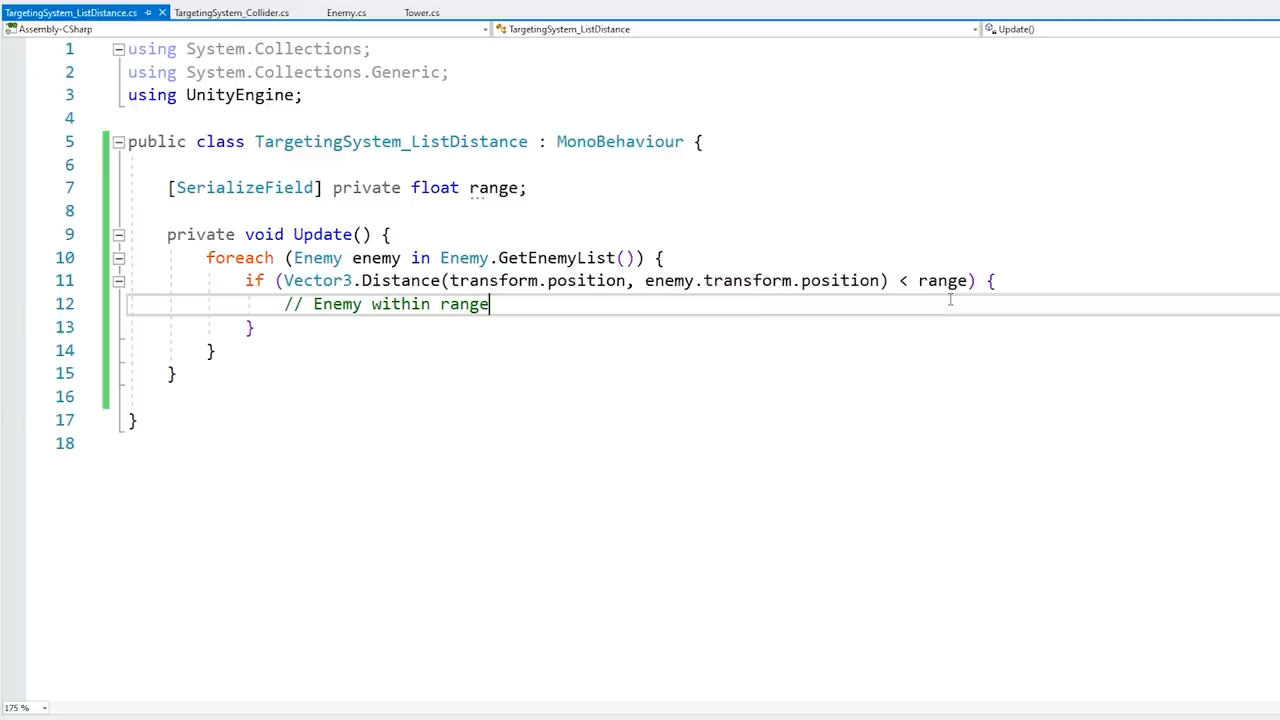 TargetingSystem_ListDistance.cs TargetingSystem_Collider.cs Enemy.cs Tower.cs
Assembly-CSharp TargetingSystem_ListDistance Update()
1 using System.Collections;
2 using System.Collections.Generic;
3 using UnityEngine;
4
5 public class TargetingSystem_ListDistance : MonoBehaviour {
6
7 [SerializeField] private float range;
8
9 private void Update() {
10 foreach (Enemy enemy in Enemy.GetEnemyList()) {
11 if (Vector3.Distance(transform.position, enemy.transform.position) < range) {
12 // Enemy within range
13 }
14 }
15 }
16
17 }
18
175 %